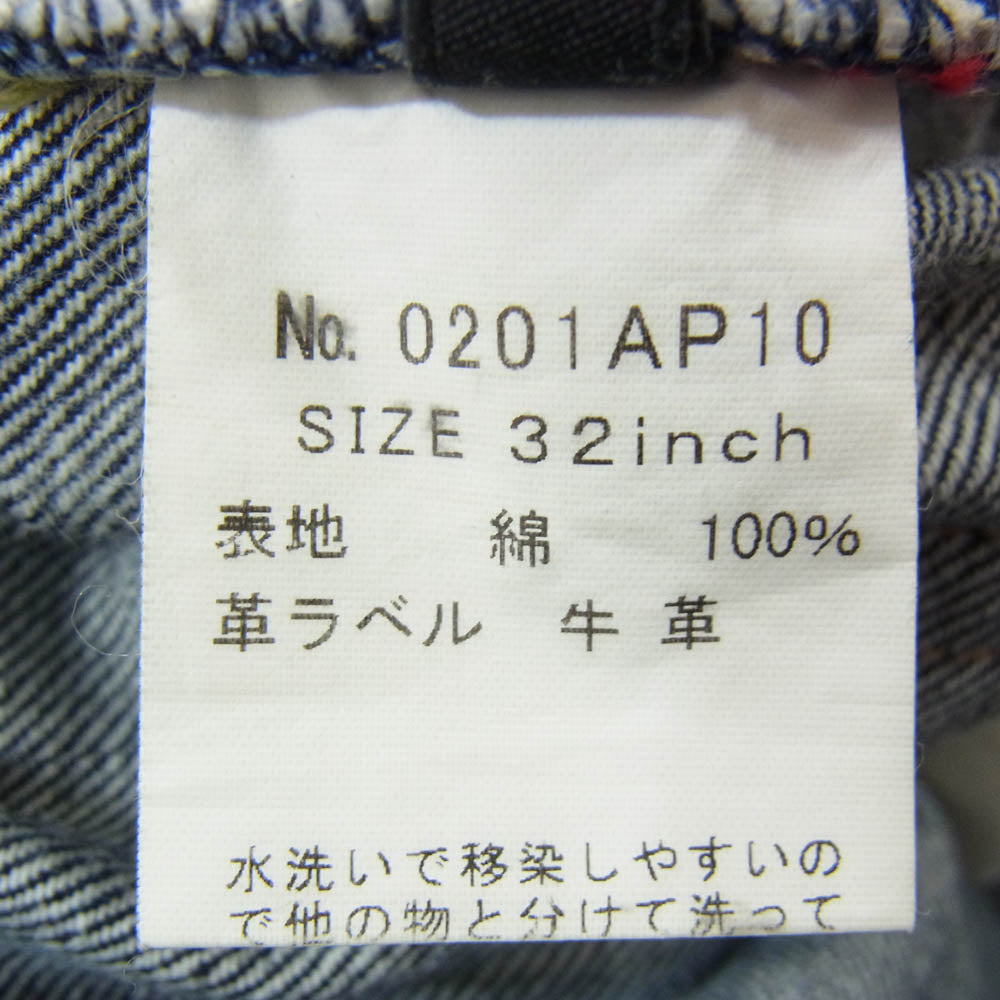 No. 0201AP10
SIZE 32inch
表地 綿 100%
革ラベル 牛革
水洗いで移染しやすいの
で他の物と分けて洗って